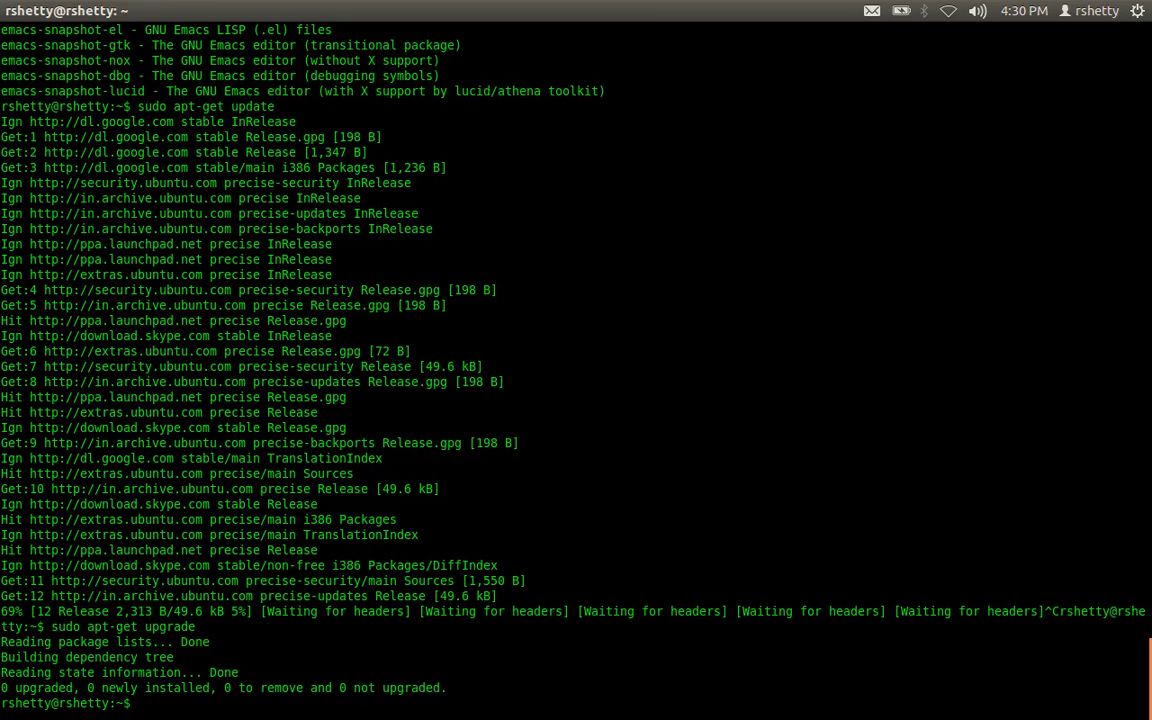 rshetty@rshetty: ~ 4:30 PM rshetty
emacs-snapshot-el - GNU Emacs LISP (.el) files
emacs-snapshot-gtk - The GNU Emacs editor (transitional package)
emacs-snapshot-nox - The GNU Emacs editor (without X support)
emacs-snapshot-dbg - The GNU Emacs editor (debugging symbols)
emacs-snapshot-lucid - The GNU Emacs editor (with X support by lucid/athena toolkit)
rshetty@rshetty:~$ sudo apt-get update
Ign http://dl.google.com stable InRelease
Get:1 http://dl.google.com stable Release.gpg [198 B]
Get:2 http://dl.google.com stable Release [1,347 B]
Get:3 http://dl.google.com stable/main i386 Packages [1,236 B]
Ign http://security.ubuntu.com precise-security InRelease
Ign http://in.archive.ubuntu.com precise InRelease
Ign http://in.archive.ubuntu.com precise-updates InRelease
Ign http://in.archive.ubuntu.com precise-backports InRelease
Ign http://ppa.launchpad.net precise InRelease
Ign http://ppa.launchpad.net precise InRelease
Ign http://extras.ubuntu.com precise InRelease
Get:4 http://security.ubuntu.com precise-security Release.gpg [198 B]
Get:5 http://in.archive.ubuntu.com precise Release.gpg [198 B]
Hit http://ppa.launchpad.net precise Release.gpg
Ign http://download.skype.com stable InRelease
Get:6 http://extras.ubuntu.com precise Release.gpg [72 B]
Get:7 http://security.ubuntu.com precise-security Release [49.6 kB]
Get:8 http://in.archive.ubuntu.com precise-updates Release.gpg [198 B]
Hit http://ppa.launchpad.net precise Release.gpg
Hit http://extras.ubuntu.com precise Release
Ign http://download.skype.com stable Release.gpg
Get:9 http://in.archive.ubuntu.com precise-backports Release.gpg [198 B]
Ign http://dl.google.com stable/main TranslationIndex
Hit http://extras.ubuntu.com precise/main Sources
Get:10 http://in.archive.ubuntu.com precise Release [49.6 kB]
Ign http://download.skype.com stable Release
Hit http://extras.ubuntu.com precise/main i386 Packages
Ign http://extras.ubuntu.com precise/main TranslationIndex
Hit http://ppa.launchpad.net precise Release
Ign http://download.skype.com stable/non-free i386 Packages/DiffIndex
Get:11 http://security.ubuntu.com precise-security/main Sources [1,550 B]
Get:12 http://in.archive.ubuntu.com precise-updates Release [49.6 kB]
69% [12 Release 2,313 B/49.6 kB 5%] [Waiting for headers] [Waiting for headers] [Waiting for headers] [Waiting for headers] [Waiting for headers]^Crshetty@rshe
tty:~$ sudo apt-get upgrade
Reading package lists... Done
Building dependency tree
Reading state information... Done
0 upgraded, 0 newly installed, 0 to remove and 0 not upgraded.
rshetty@rshetty:~$